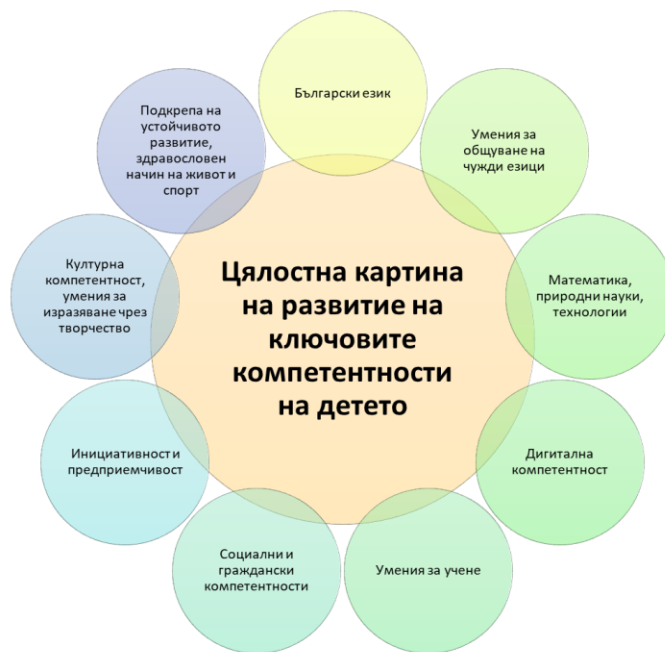 Български език
Умения за
общуване на
чужди езици
Математика,
природни науки,
технологии
Дигитална
компетентност
Умения за учене
Социални и
граждански
компетентности
Инициативност и
предприемчивост
Културна
компетентност,
умения за
изразяване чрез
творчество
Подкрепа на
устойчивото
развитие,
здравословен
начин на живот и
спорт
Цялостна картина
на развитие на
ключовите
компетентности
на детето